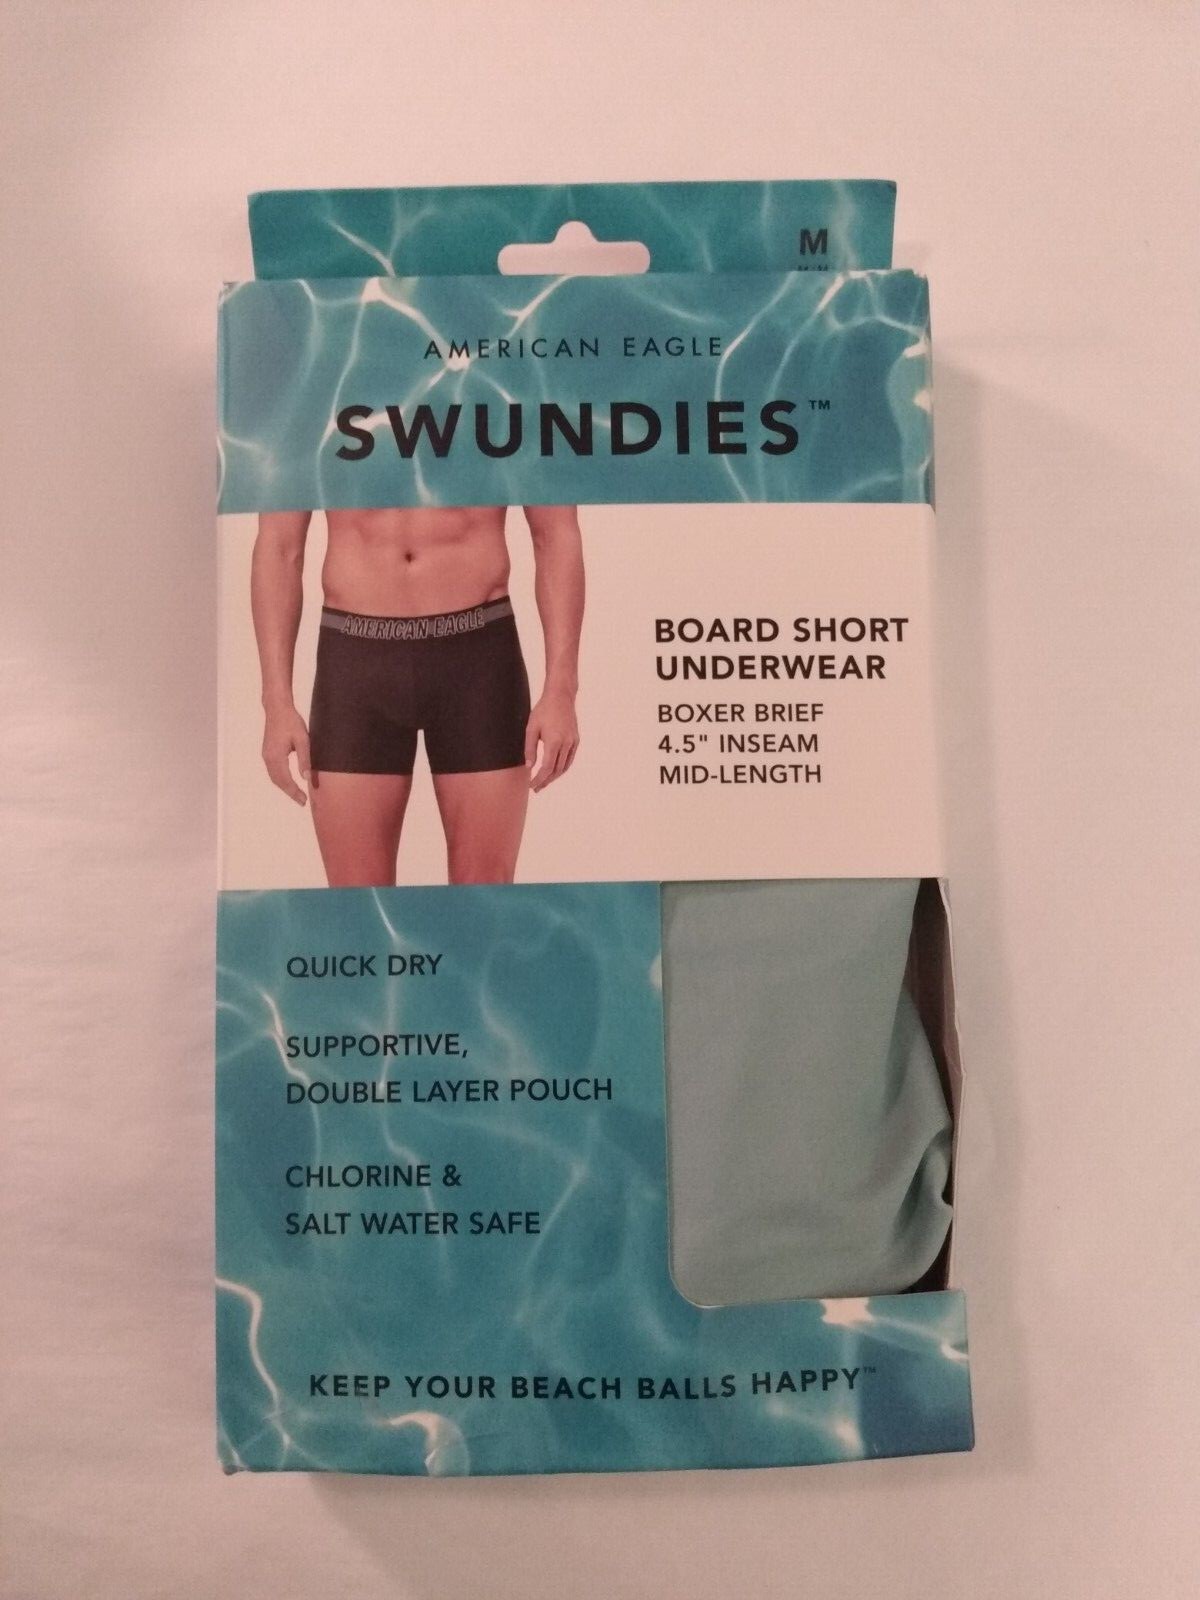 M
AMERICAN EAGLE
SWUNDIES™
AMERICAN EAGLE
BOARD SHORT
UNDERWEAR
BOXER BRIEF
4.5" INSEAM
MID-LENGTH
QUICK DRY
SUPPORTIVE,
DOUBLE LAYER POUCH
CHLORINE &
SALT WATER SAFE
KEEP YOUR BEACH BALLS HAPPY™